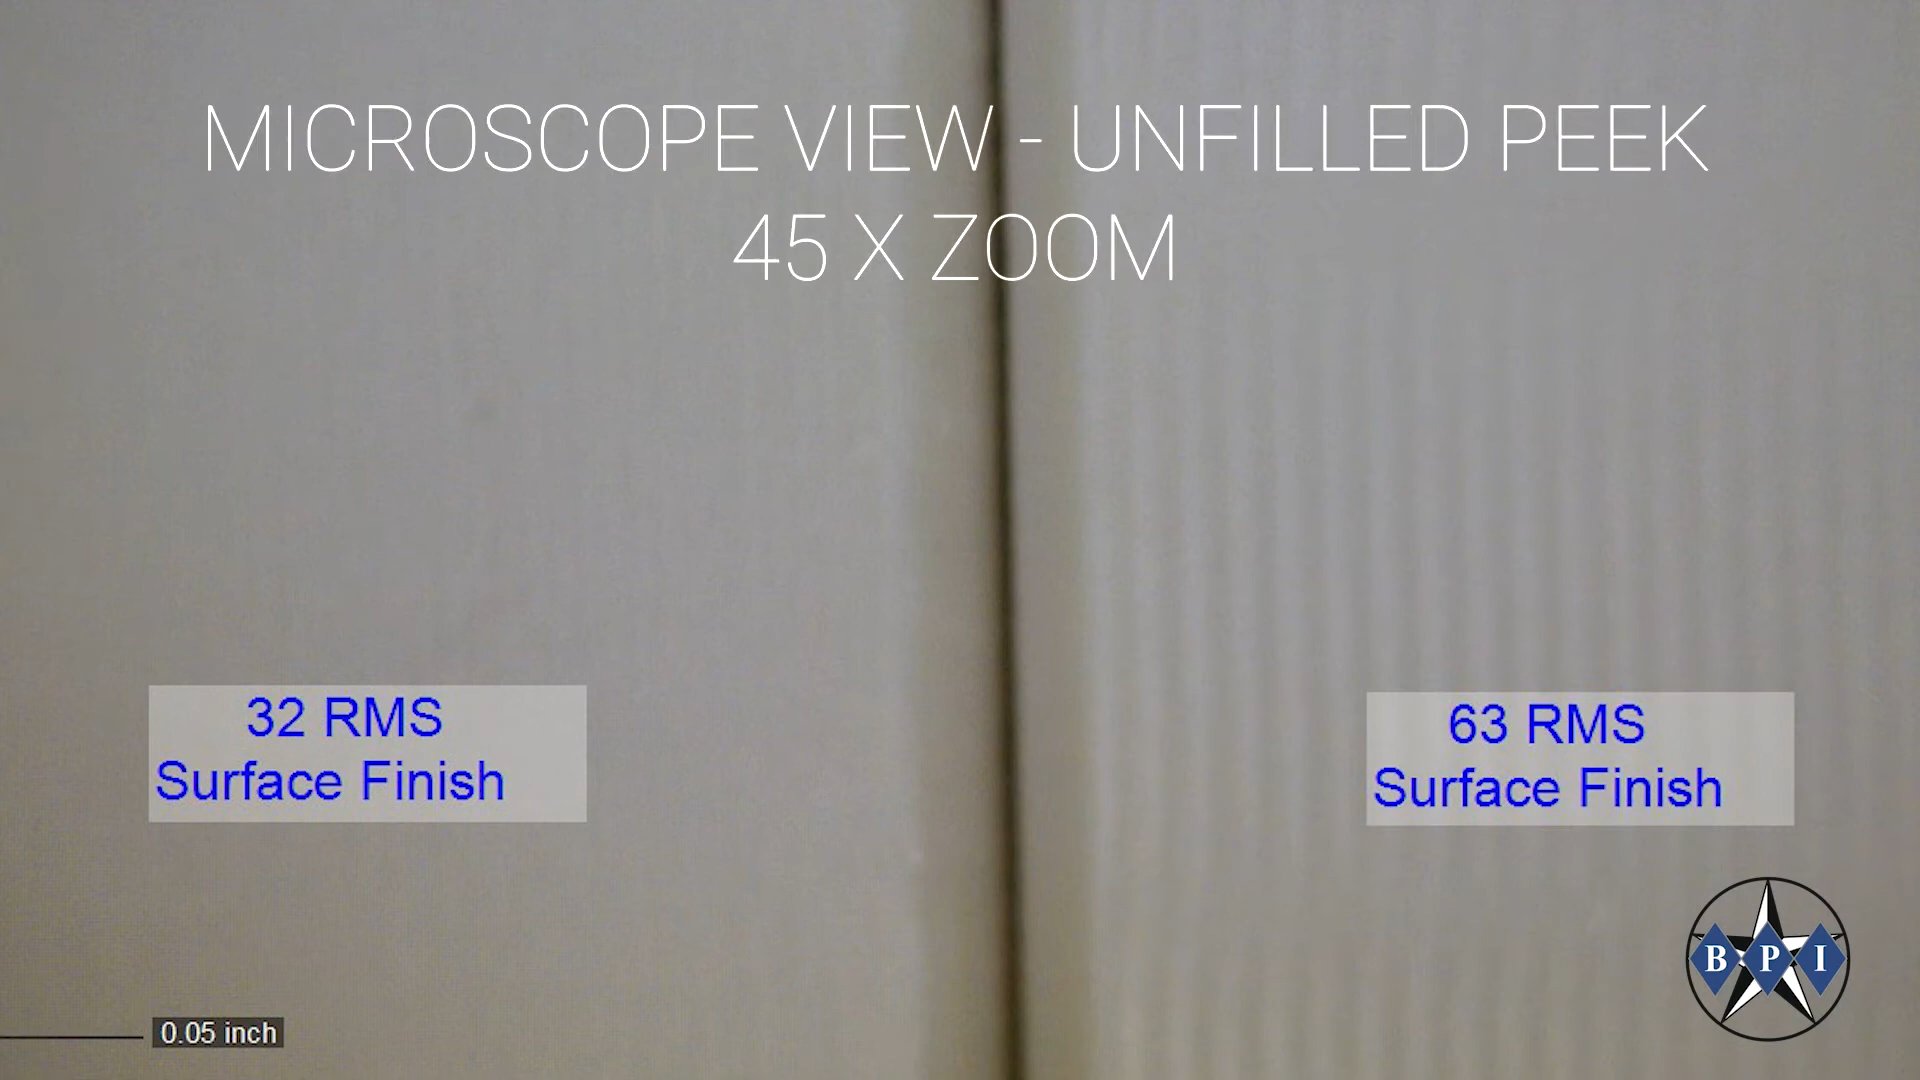 MICROSCOPE VIEW - UNFILLED PEEK
45 X ZOOM
32 RMS
Surface Finish
63 RMS
Surface Finish
B P I
0.05 inch